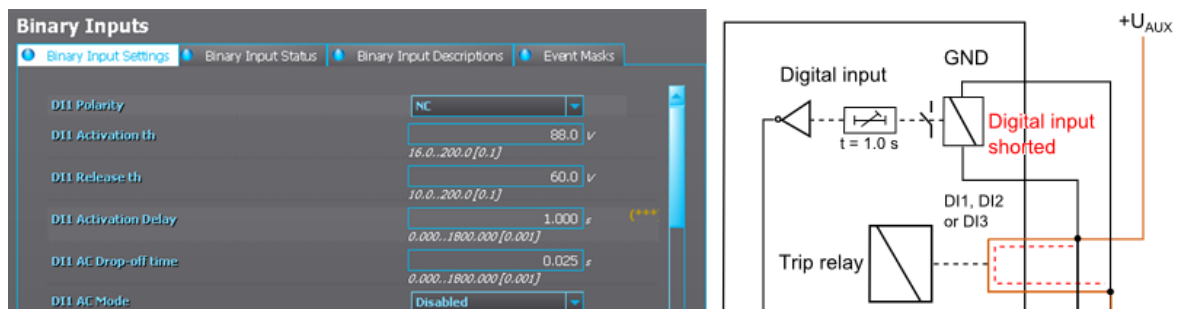 Binary Inputs
Binary Input Settings Binary Input Status Binary Input Descriptions Event Masks
DI1 Polarity NC
DI1 Activation th 88.0 V
16.0..200.0 [0.1]
DI1 Release th 60.0 V
10.0..200.0 [0.1]
DI1 Activation Delay 1.000 s (***)
0.000..1800.000 [0.001]
DI1 AC Drop-off time 0.025 s
0.000..1800.000 [0.001]
DI1 AC Mode Disabled
+UAUX
GND
Digital input
Digital input
shorted
t = 1.0 s
DI1, DI2
or DI3
Trip relay